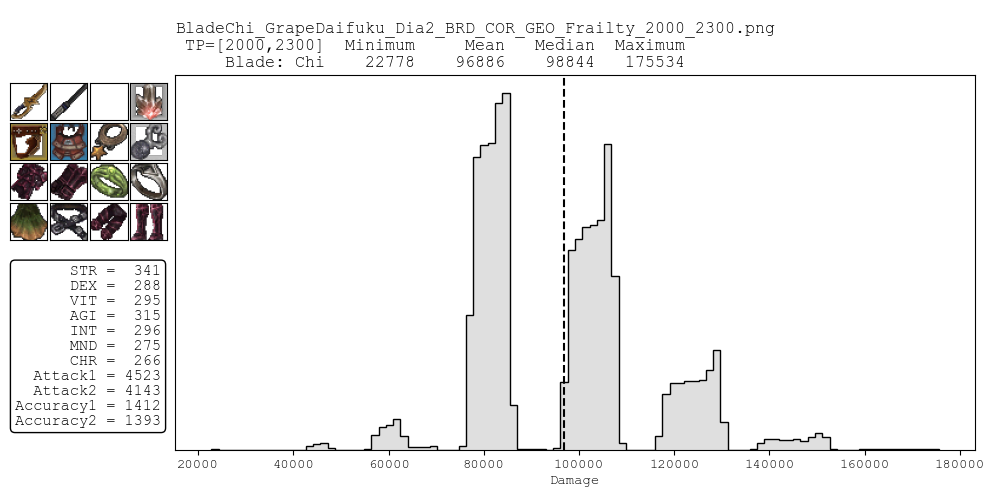 BladeChi_GrapeDaifuku_Dia2_BRD_COR_GEO_Frailty_2000_2300.png
TP=[2000,2300] Minimum Mean Median Maximum
Blade: Chi 22778 96886 98844 175534
STR = 341
DEX = 288
VIT = 295
AGI = 315
INT = 296
MND = 275
CHR = 266
Attack1 = 4523
Attack2 = 4143
Accuracy1 = 1412
Accuracy2 = 1393
20000 40000 60000 80000 100000 120000 140000 160000 180000
Damage